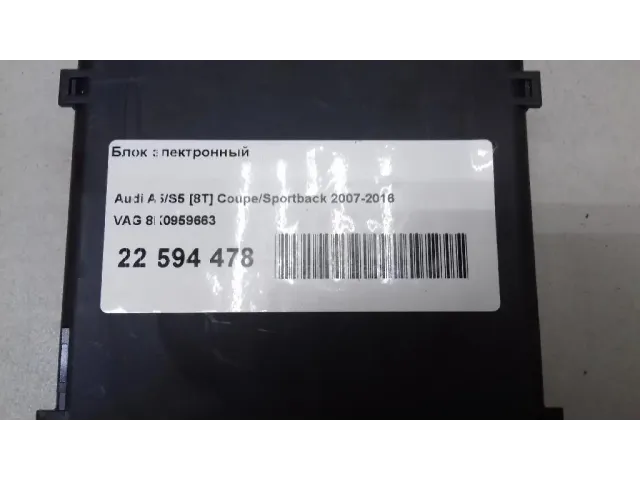 Блок электронный
Audi A5/S5 [8T] Coupe/Sportback 2007-2016
VAG 8K0959663
22 594 478